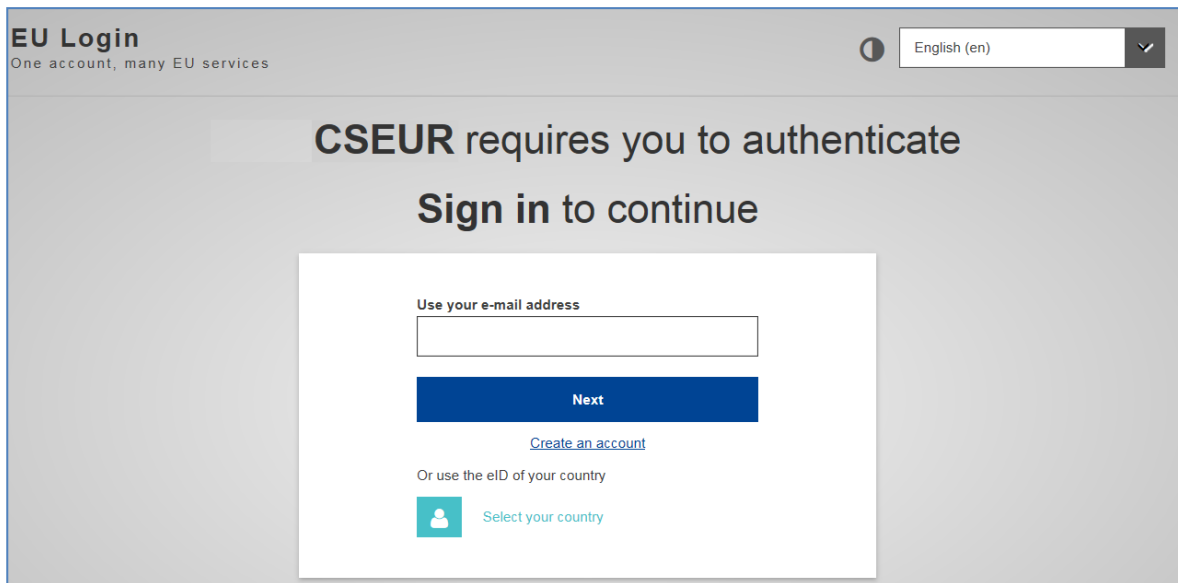 EU Login
One account, many EU services
English (en)
CSEUR requires you to authenticate
Sign in to continue
Use your e-mail address
Next
Create an account
Or use the eID of your country
Select your country